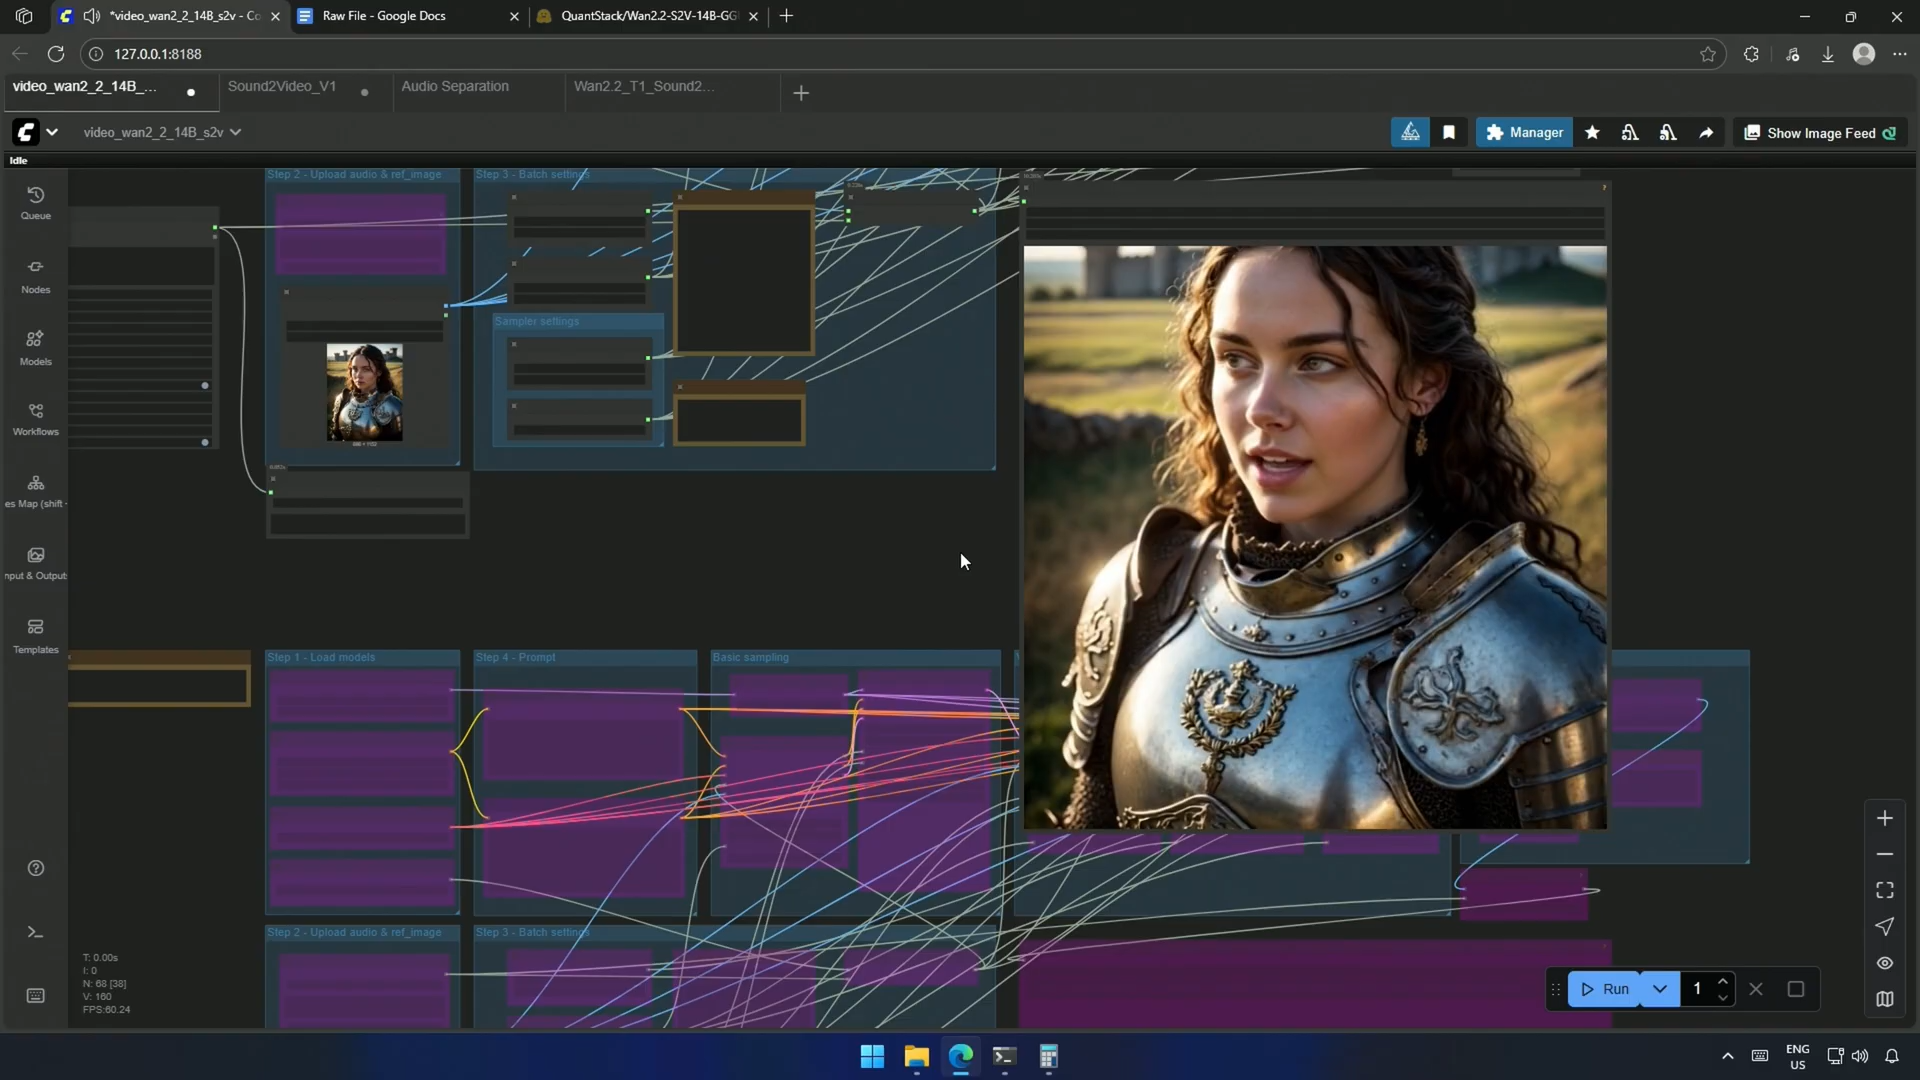 *video_wan2_2_14B_s2v - Co
Raw File - Google Docs
QuantStack/Wan2.2-S2V-14B-GG
127.0.0.1:8188
video_wan2_2_14B_...
Sound2Video_V1
Audio Separation
Wan2.2_T1_Sound2...
video_wan2_2_14B_s2v
Manager
Show Image Feed
Idle
Queue
Nodes
Models
Workflows
es Map (shift
nput & Output
Templates
Step 2 - Upload audio & ref_image
Step 3 - Batch settings
Sampler settings
Step 1 - Load models
Step 4 - Prompt
Basic sampling
Step 2 - Upload audio & ref_image
Step 3 - Batch settings
T: 0.00s
I: 0
N: 68 [38]
V: 160
FPS:60.24
Run
1
ENG
US